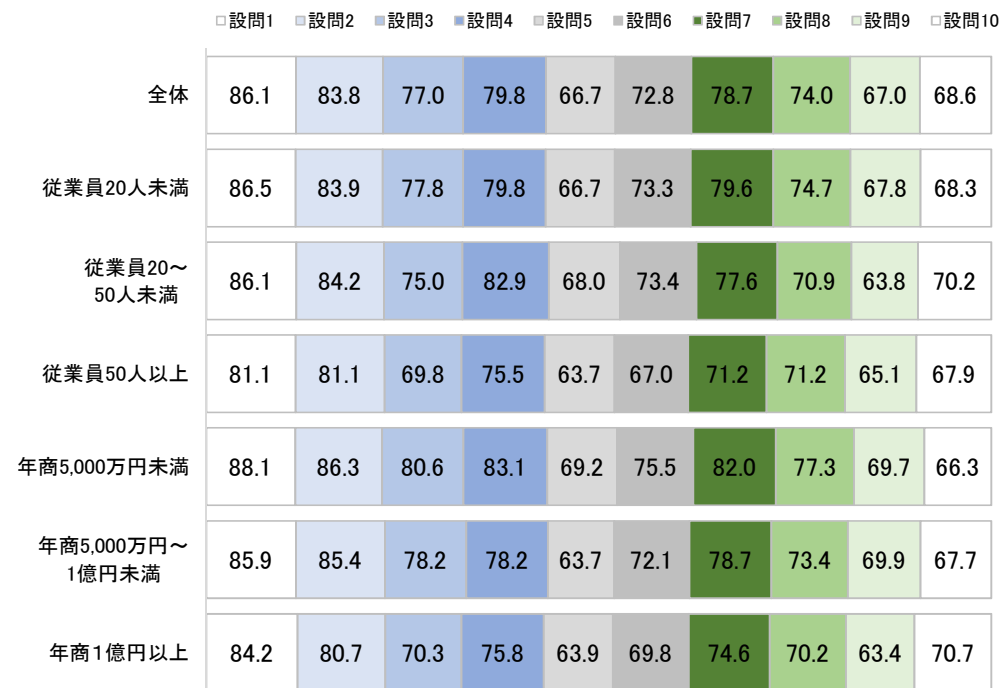 設問1 設問2 設問3 設問4 設問5 設問6 設問7 設問8 設問9 設問10
全体 86.1 83.8 77.0 79.8 66.7 72.8 78.7 74.0 67.0 68.6
従業員20人未満 86.5 83.9 77.8 79.8 66.7 73.3 79.6 74.7 67.8 68.3
従業員20～
50人未満 86.1 84.2 75.0 82.9 68.0 73.4 77.6 70.9 63.8 70.2
従業員50人以上 81.1 81.1 69.8 75.5 63.7 67.0 71.2 71.2 65.1 67.9
年商5,000万円未満 88.1 86.3 80.6 83.1 69.2 75.5 82.0 77.3 69.7 66.3
年商5,000万円～
1億円未満 85.9 85.4 78.2 78.2 63.7 72.1 78.7 73.4 69.9 67.7
年商１億円以上 84.2 80.7 70.3 75.8 63.9 69.8 74.6 70.2 63.4 70.7